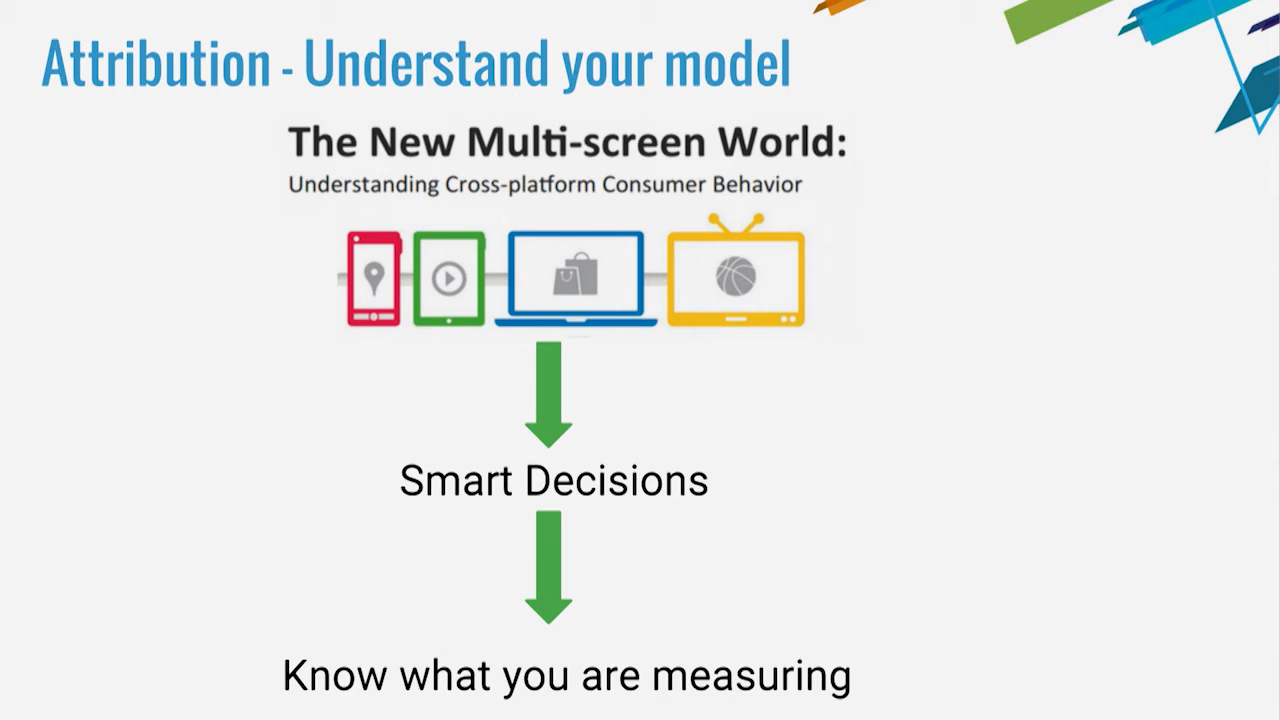 Attribution - Understand your model
The New Multi-screen World:
Understanding Cross-platform Consumer Behavior
Smart Decisions
Know what you are measuring